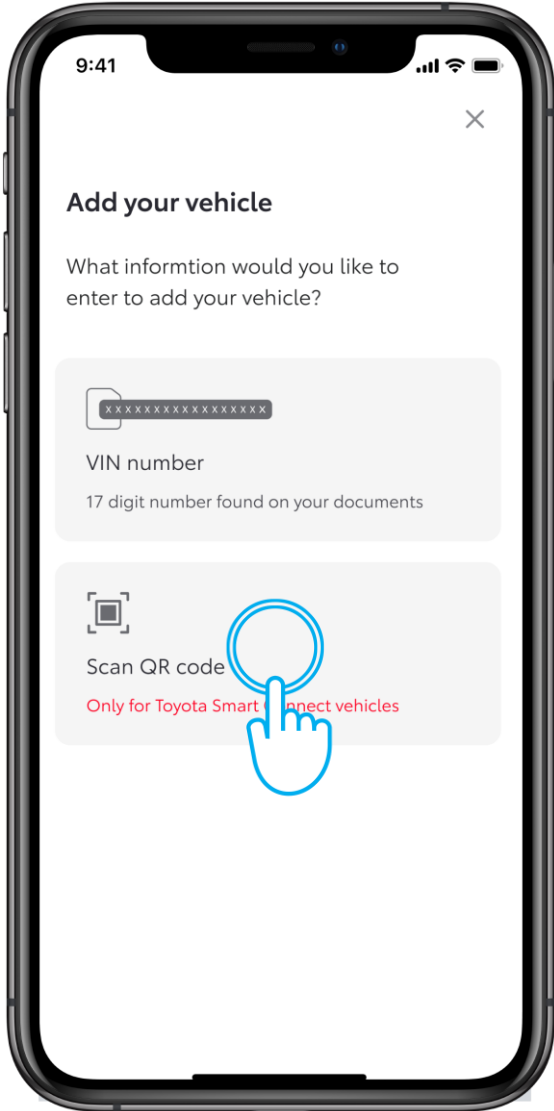 9:41
Add your vehicle
What informtion would you like to
enter to add your vehicle?
x x x x x x x x x x x x x x x x x
VIN number
17 digit number found on your documents
Scan QR code
Only for Toyota Smart Connect vehicles